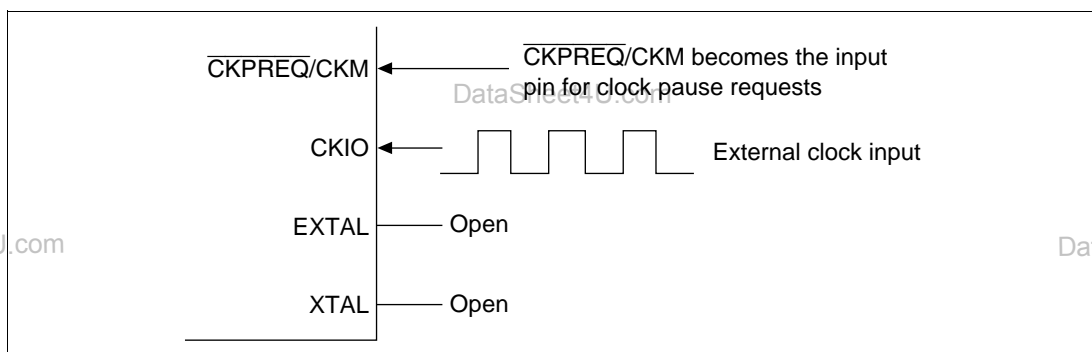 CKPREQ/CKM
CKPREQ/CKM becomes the input
pin for clock pause requests
DataSheet4U.com
CKIO
External clock input
EXTAL
Open
U.com
Da
XTAL
Open